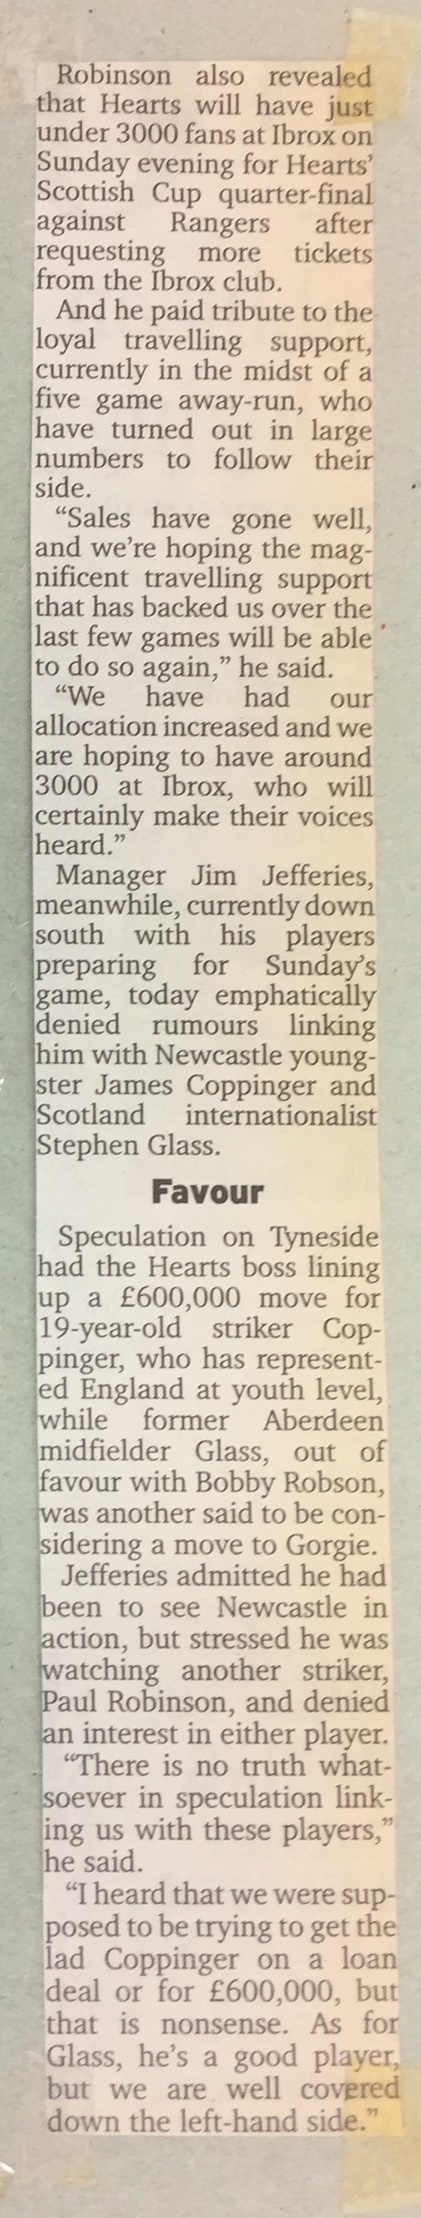 Robinson also revealed
that Hearts will have just
under 3000 fans at Ibrox on
Sunday evening for Hearts'
Scottish Cup quarter-final
against Rangers after
requesting more tickets
from the Ibrox club.
And he paid tribute to the
loyal travelling support,
currently in the midst of a
five game away-run, who
have turned out in large
numbers to follow their
side.
“Sales have gone well,
and we're hoping the mag-
nificent travelling support
that has backed us over the
last few games will be able
to do so again,” he said.
“We have had our
allocation increased and we
are hoping to have around
3000 at Ibrox, who will
certainly make their voices
heard.”
Manager Jim Jefferies,
meanwhile, currently down
south with his players
preparing for Sunday's
game, today emphatically
denied rumours linking
him with Newcastle young-
ster James Coppinger and
Scotland internationalist
Stephen Glass.
Favour
Speculation on Tyneside
had the Hearts boss lining
up a £600,000 move for
19-year-old striker Cop-
pinger, who has represent-
ed England at youth level,
while former Aberdeen
midfielder Glass, out of
favour with Bobby Robson,
was another said to be con-
sidering a move to Gorgie.
Jefferies admitted he had
been to see Newcastle in
action, but stressed he was
watching another striker,
Paul Robinson, and denied
an interest in either player.
“There is no truth what-
soever in speculation link-
ing us with these players,”
he said.
“I heard that we were sup-
posed to be trying to get the
lad Coppinger on a loan
deal or for £600,000, but
that is nonsense. As for
Glass, he's a good player,
but we are well covered
down the left-hand side.”